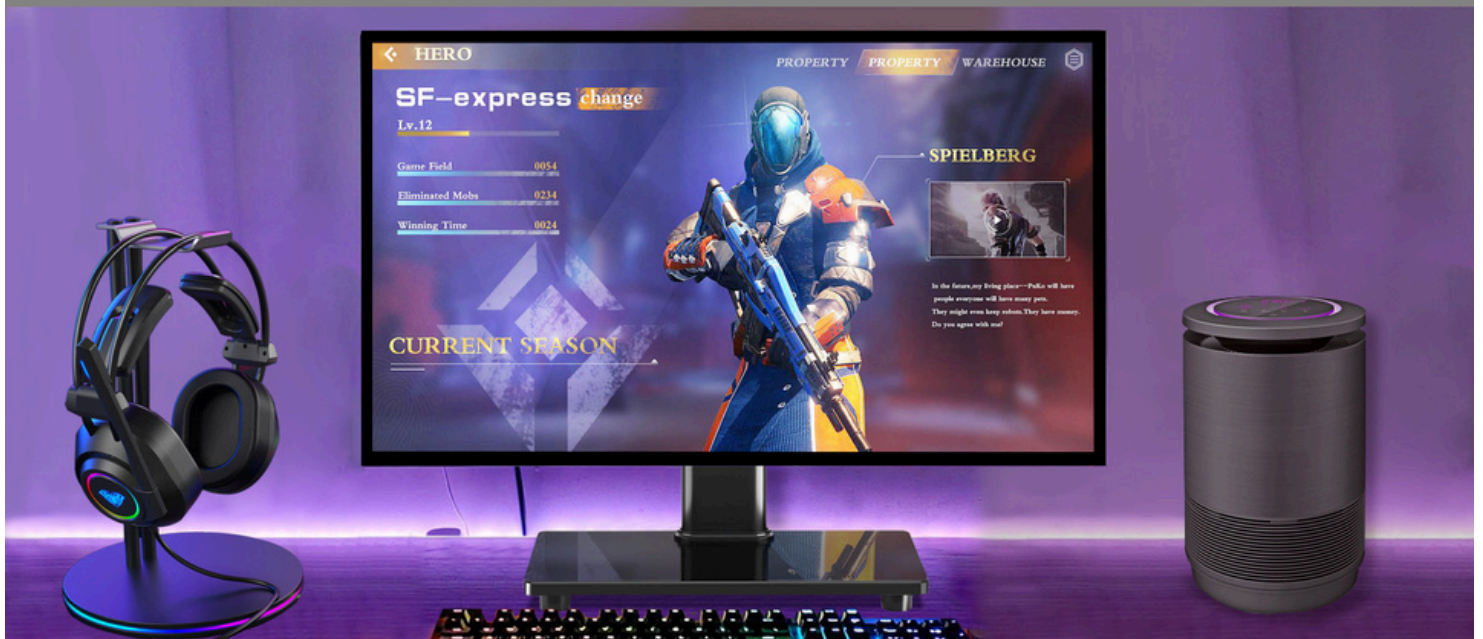 HERO
PROPERTY PROPERTY WAREHOUSE
SF-express change
Lv.12
Game Field 0054
Eliminated Mobs 0234
Winning Time 0024
CURRENT SEASON
SPIELBERG
In the future,my living place—PuKo will have
people everyone will have many pets.
They might even keep robots.They have money.
Do you agree with me?